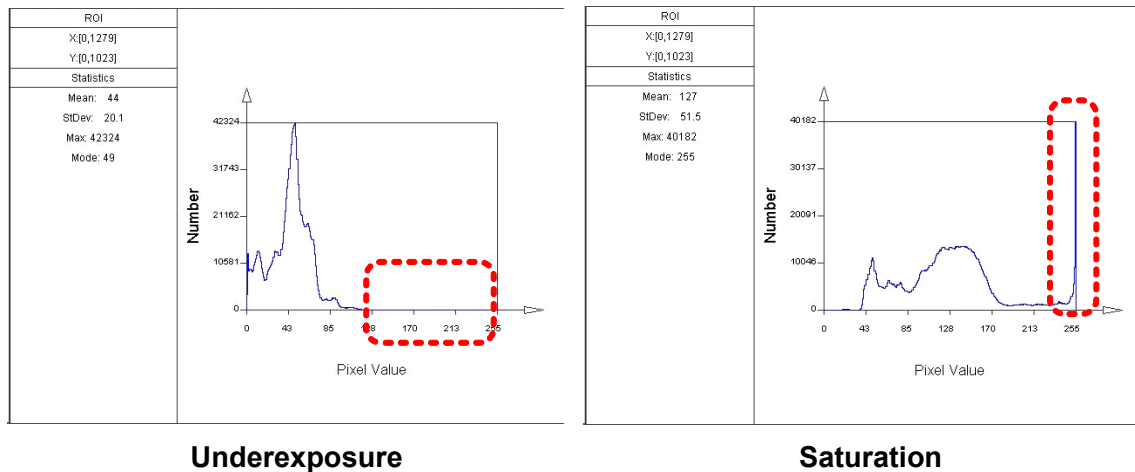 ROI
X:[0,1279]
Y:[0,1023]
Statistics
Mean: 44
StDev: 20.1
Max: 42324
Mode: 49
42324
31743
21162
10581
0
Number
0 43 85 128 170 213 255
Pixel Value
Underexposure
ROI
X:[0,1279]
Y:[0,1023]
Statistics
Mean: 127
StDev: 51.5
Max: 40182
Mode: 255
40182
30137
20091
10046
0
Number
0 43 85 128 170 213 255
Pixel Value
Saturation